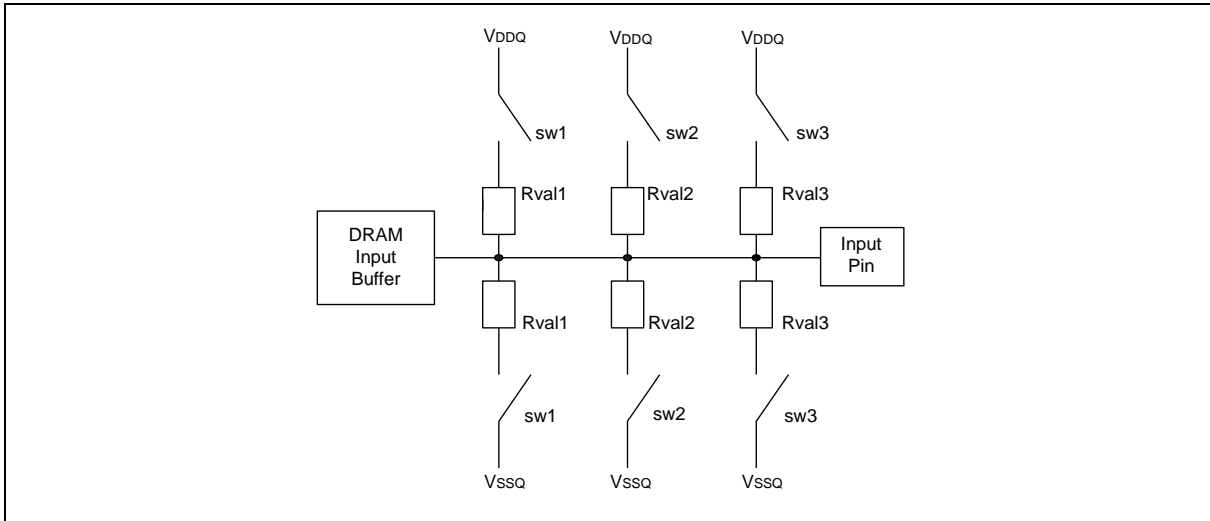 VDDQ VDDQ VDDQ
sw1 sw2 sw3
Rval1 Rval2 Rval3
DRAM
Input
Buffer
Input
Pin
Rval1 Rval2 Rval3
sw1 sw2 sw3
VSSQ VSSQ VSSQ